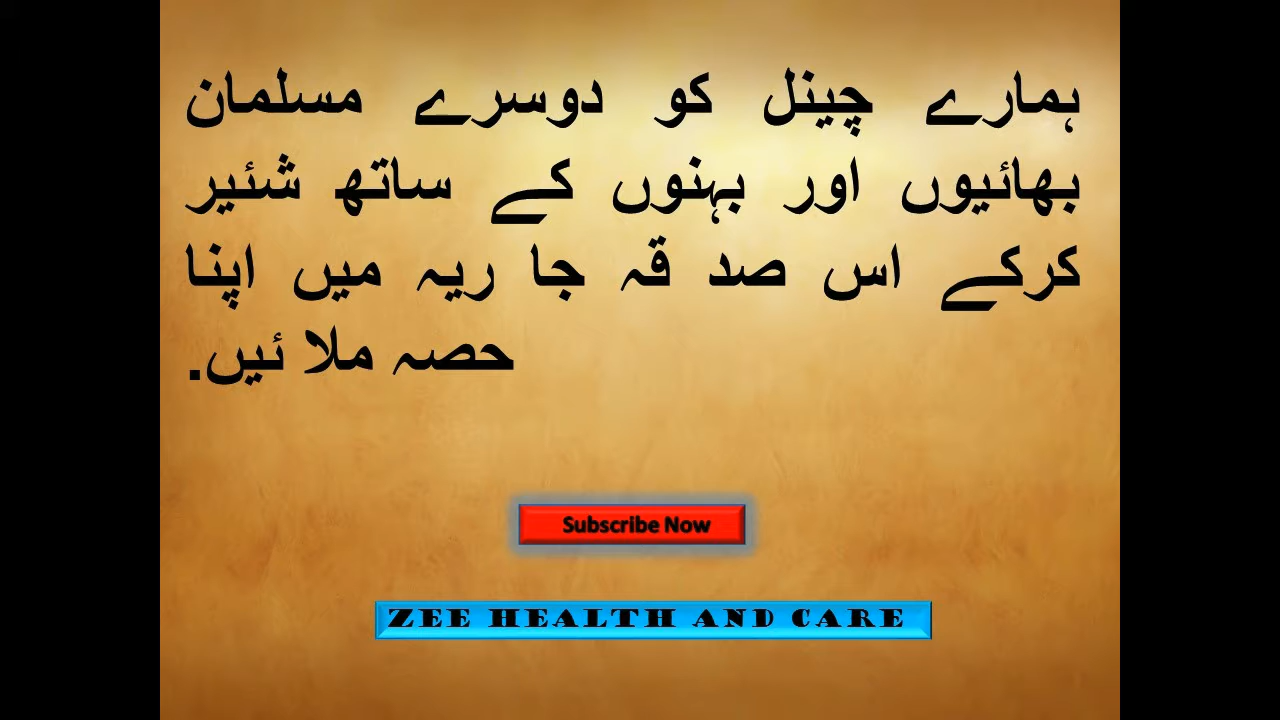 ہمارے چینل کو دوسرے مسلمان
بھائیوں اور بہنوں کے ساتھ شئیر
کرکے اس صد قہ جا ریہ میں اپنا
حصہ ملا ئیں.
Subscribe Now
ZEE HEALTH AND CARE